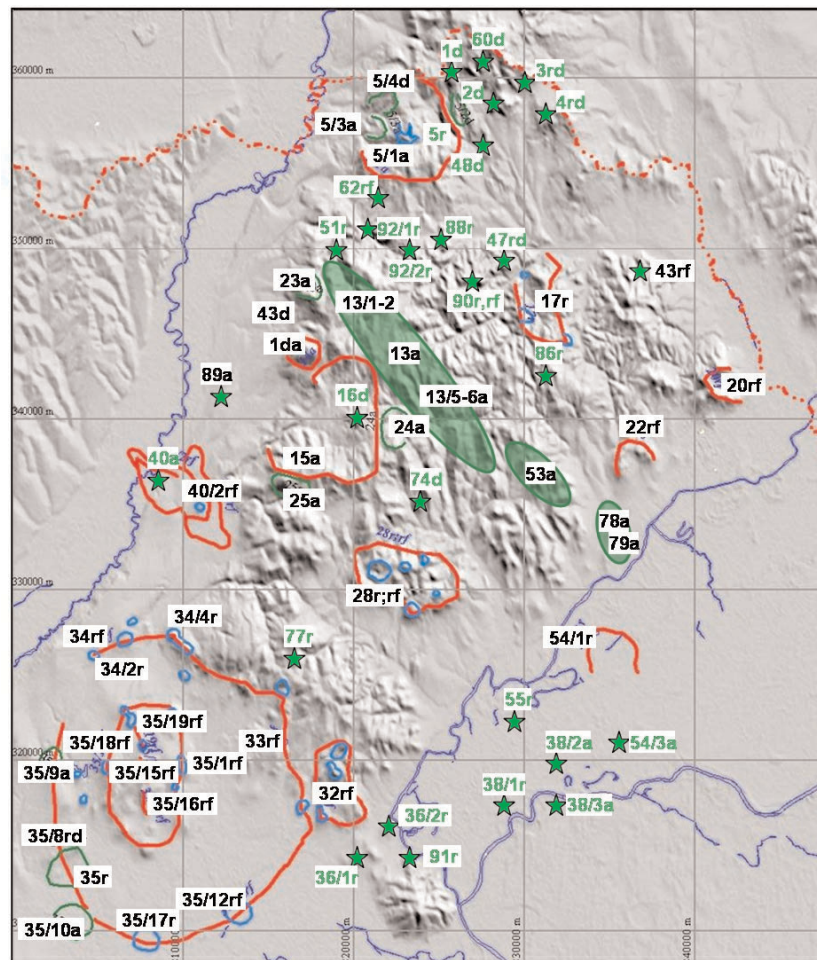 60d
1d
3rd
360000 m
5/4d
2d
4rd
5/3a
5r
5/1a
48d
62rf
51r
92/1r
88r
47rd
350000 m
92/2r
23a
13/1-2
90r,rf
17r
43rf
43d
13a
1da
86r
20rf
89a
16d
13/5-6a
340000 m
24a
24a
22rf
15a
40a
53a
40/2rf
25a
74d
78a
79a
28r;rf
330000 m
28r;rf
34/4r
34rf
77r
54/1r
34/2r
55r
35/19rf
35/18rf
33rf
54/3a
35/15rf
35/1rf
38/2a
320000 m
35/9a
32rf
35/16rf
38/1r
38/3a
36/2r
35/8rd
36/1r
91r
35r
35/12rf
35/17r
35/10a
10000 m
20000 m
30000 m
40000 m